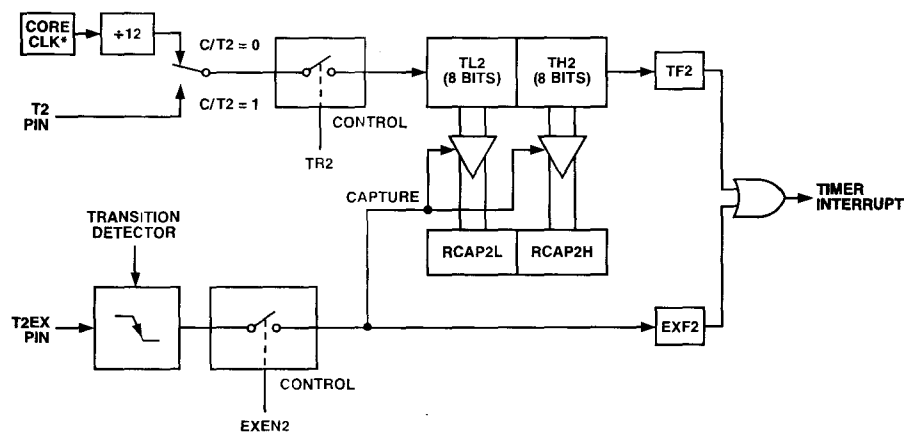 CORE
CLK*
÷12
C/T2 = 0
C/T2 = 1
T2
PIN
CONTROL
TR2
TL2
(8 BITS)
TH2
(8 BITS)
TF2
CAPTURE
TRANSITION
DETECTOR
RCAP2L
RCAP2H
TIMER
INTERRUPT
T2EX
PIN
EXF2
CONTROL
EXEN2